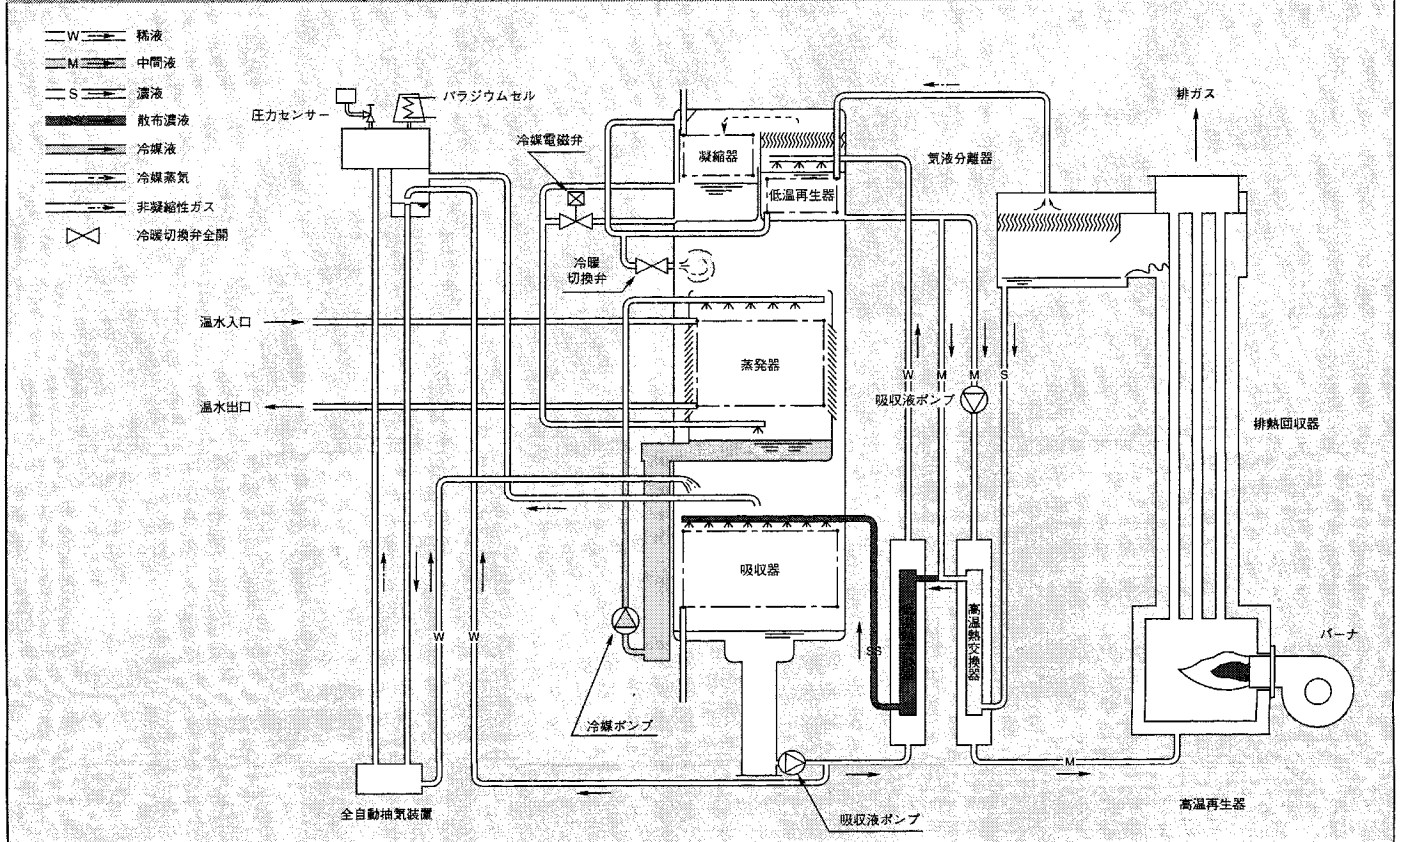 W 稀液
M 中間液
S 濃液
散布濃液
冷媒液
冷媒蒸気
非凝縮性ガス
冷暖切換弁全開
圧力センサー
パラジウムセル
冷媒電磁弁
凝縮器
低温再生器
気液分離器
排ガス
冷暖
切換弁
温水入口
温水出口
蒸発器
W
M
M
S
吸収液ポンプ
排熱回収器
吸収器
高温熱交換器
W
W
SS
バーナ
冷媒ポンプ
M
全自動抽気装置
吸収液ポンプ
高温再生器